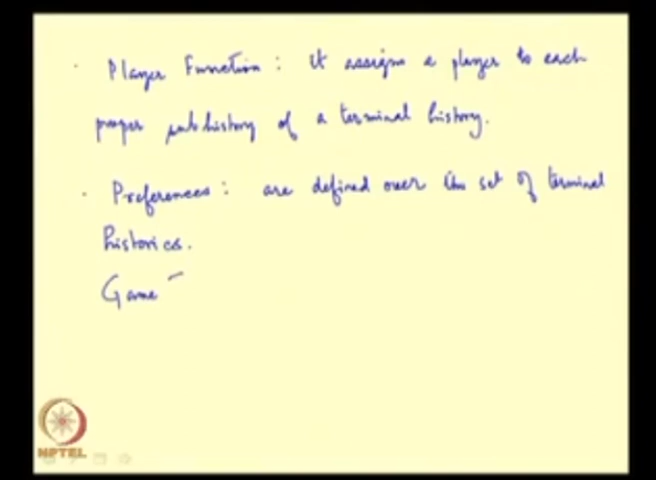 · Player Function : It assigns a player to each
proper subhistory of a terminal history.
· Preferences : are defined over the set of terminal
histories.
Game
NPTEL